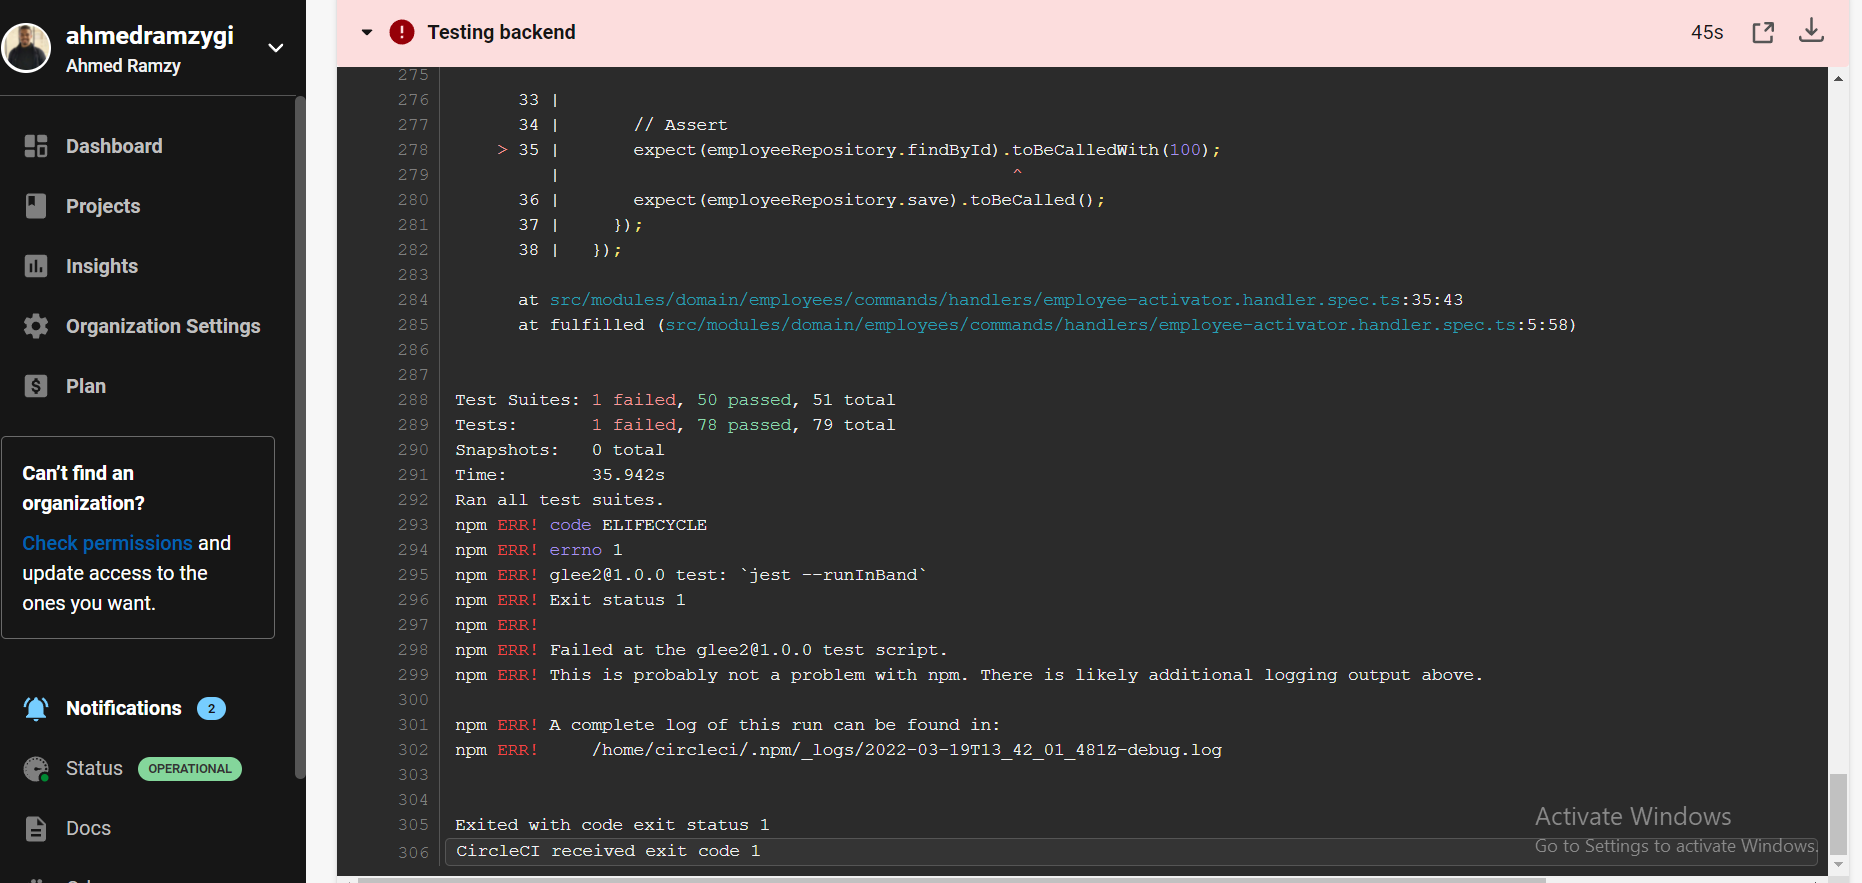 ahmedramzygi
Ahmed Ramzy
Dashboard
Projects
Insights
Organization Settings
Plan
Can't find an
organization?
Check permissions and
update access to the
ones you want.
Notifications 2
Status OPERATIONAL
Docs
! Testing backend 45s
275
276 33 |
277 34 | // Assert
278 > 35 | expect(employeeRepository.findById).toBeCalledWith(100);
279 | ^
280 36 | expect(employeeRepository.save).toBeCalled();
281 37 | });
282 38 | });
283
284 at src/modules/domain/employees/commands/handlers/employee-activator.handler.spec.ts:35:43
285 at fulfilled (src/modules/domain/employees/commands/handlers/employee-activator.handler.spec.ts:5:58)
286
287
288 Test Suites: 1 failed, 50 passed, 51 total
289 Tests: 1 failed, 78 passed, 79 total
290 Snapshots: 0 total
291 Time: 35.942s
292 Ran all test suites.
293 npm ERR! code ELIFECYCLE
294 npm ERR! errno 1
295 npm ERR! glee2@1.0.0 test: `jest --runInBand`
296 npm ERR! Exit status 1
297 npm ERR!
298 npm ERR! Failed at the glee2@1.0.0 test script.
299 npm ERR! This is probably not a problem with npm. There is likely additional logging output above.
300
301 npm ERR! A complete log of this run can be found in:
302 npm ERR! /home/circleci/.npm/_logs/2022-03-19T13_42_01_481Z-debug.log
303
304
305 Exited with code exit status 1
306 CircleCI received exit code 1
Activate Windows
Go to Settings to activate Windows.